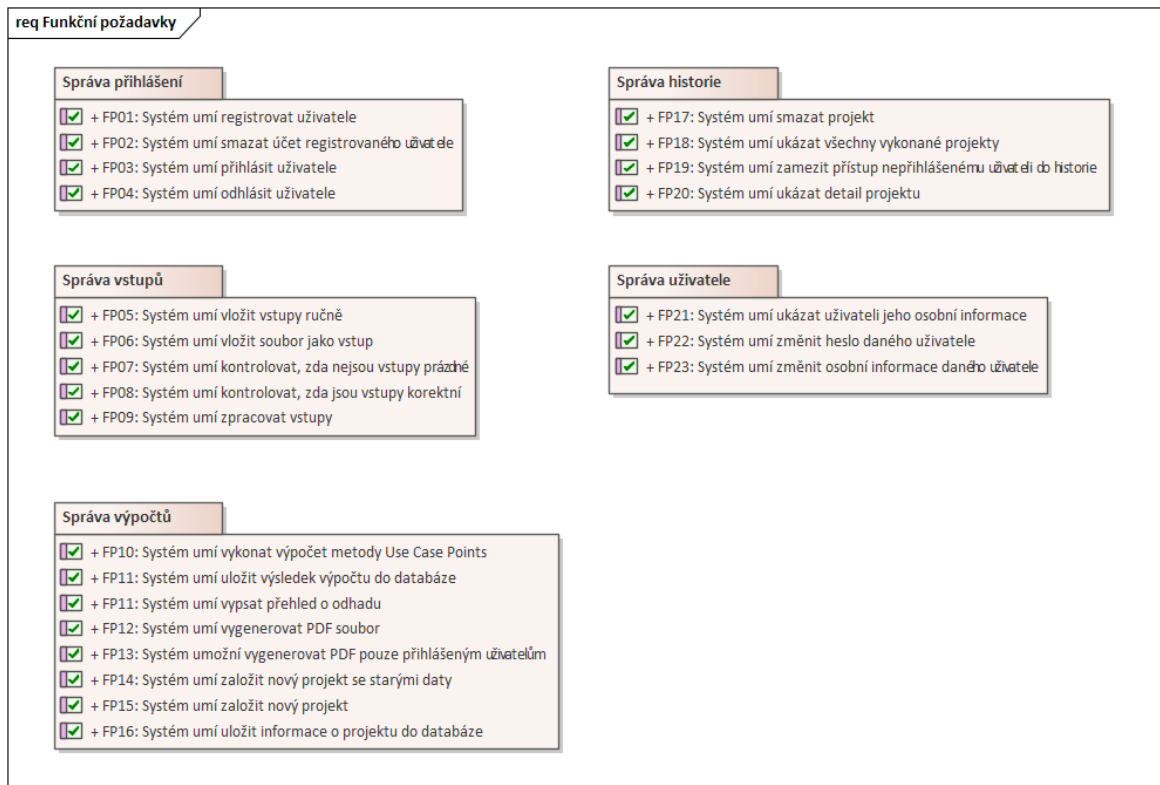 req Funkční požadavky
Správa přihlášení
+ FP01: Systém umí registrovat uživatele
+ FP02: Systém umí smazat účet registrovaného uživatele
+ FP03: Systém umí přihlásit uživatele
+ FP04: Systém umí odhlásit uživatele
Správa historie
+ FP17: Systém umí smazat projekt
+ FP18: Systém umí ukázat všechny vykonané projekty
+ FP19: Systém umí zamezit přístup nepřihlášenému uživateli do historie
+ FP20: Systém umí ukázat detail projektu
Správa vstupů
+ FP05: Systém umí vložit vstupy ručně
+ FP06: Systém umí vložit soubor jako vstup
+ FP07: Systém umí kontrolovat, zda nejsou vstupy prázdné
+ FP08: Systém umí kontrolovat, zda jsou vstupy korektní
+ FP09: Systém umí zpracovat vstupy
Správa uživatele
+ FP21: Systém umí ukázat uživateli jeho osobní informace
+ FP22: Systém umí změnit heslo daného uživatele
+ FP23: Systém umí změnit osobní informace daného uživatele
Správa výpočtů
+ FP10: Systém umí vykonat výpočet metody Use Case Points
+ FP11: Systém umí uložit výsledek výpočtu do databáze
+ FP11: Systém umí vypsat přehled o odhadu
+ FP12: Systém umí vygenerovat PDF soubor
+ FP13: Systém umožní vygenerovat PDF pouze přihlášeným uživatelům
+ FP14: Systém umí založit nový projekt se starými daty
+ FP15: Systém umí založit nový projekt
+ FP16: Systém umí uložit informace o projektu do databáze